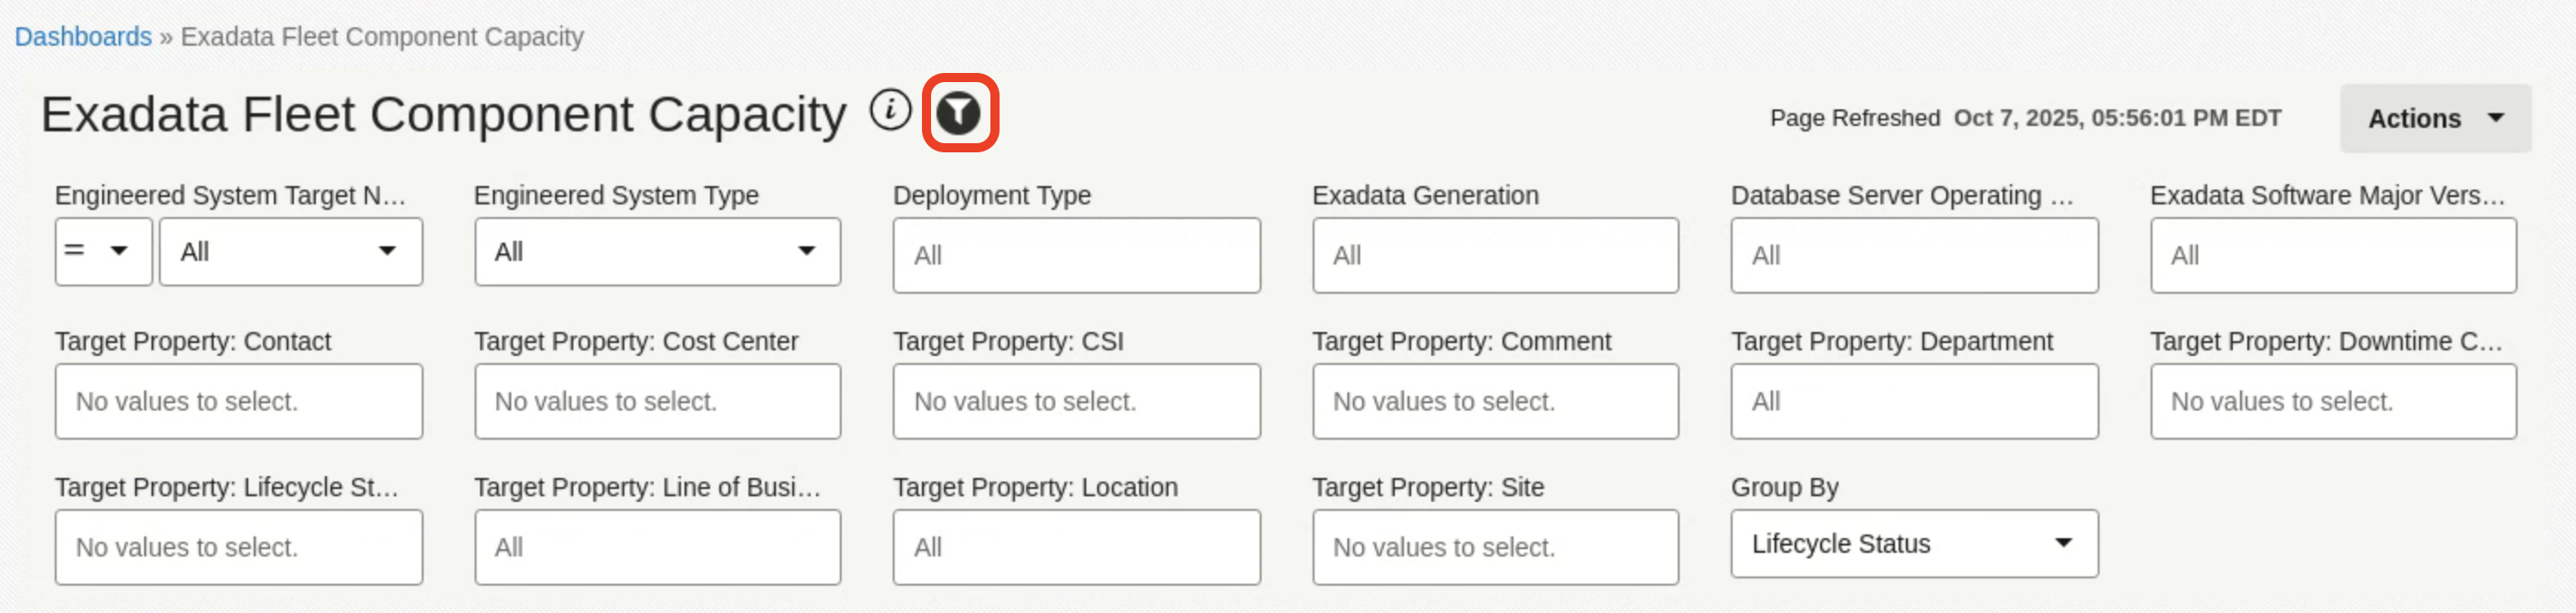 Dashboards » Exadata Fleet Component Capacity
Exadata Fleet Component Capacity
Page Refreshed Oct 7, 2025, 05:56:01 PM EDT
Actions
Engineered System Target N...
= All
Engineered System Type
All
Deployment Type
All
Exadata Generation
All
Database Server Operating ...
All
Exadata Software Major Vers...
All
Target Property: Contact
No values to select.
Target Property: Cost Center
No values to select.
Target Property: CSI
No values to select.
Target Property: Comment
No values to select.
Target Property: Department
All
Target Property: Downtime C...
No values to select.
Target Property: Lifecycle St...
No values to select.
Target Property: Line of Busi...
All
Target Property: Location
All
Target Property: Site
No values to select.
Group By
Lifecycle Status